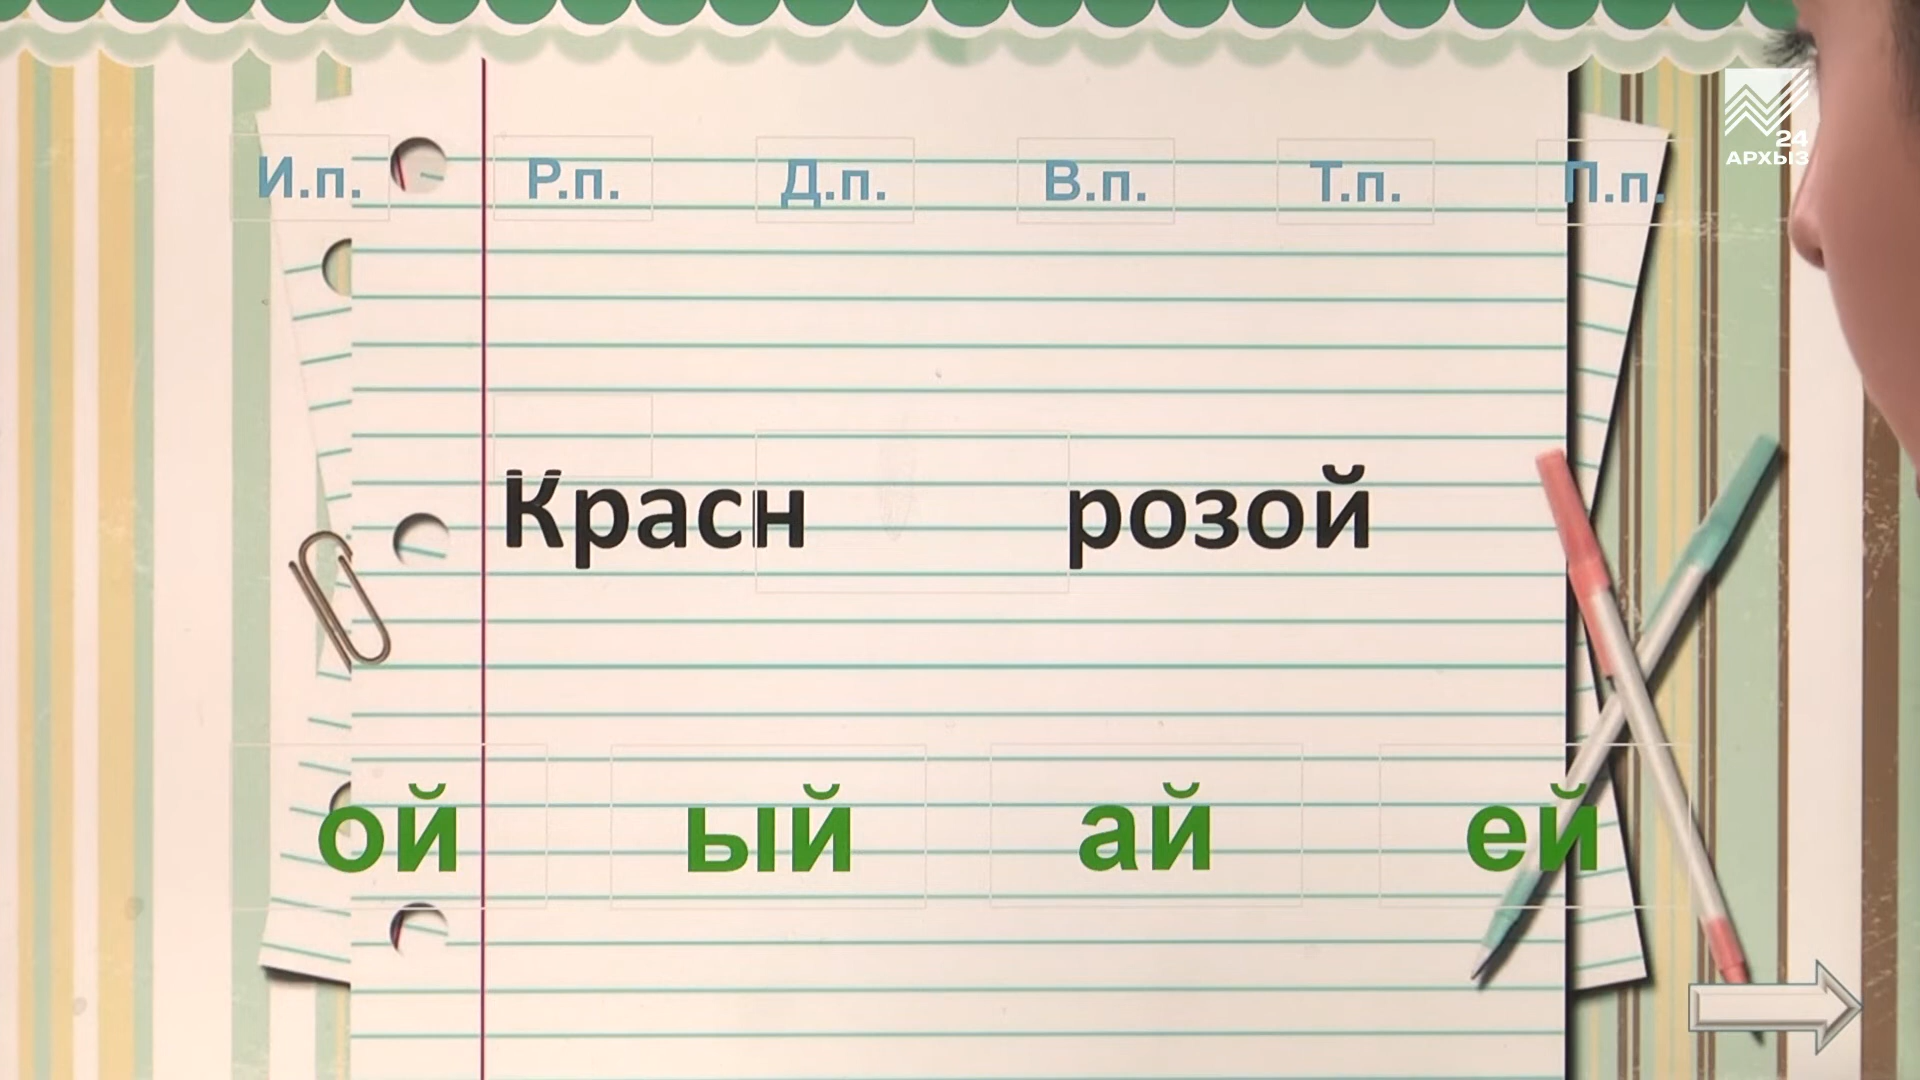 24
АРХЫЗ
И.п. Р.п. Д.п. В.п. Т.п. П.п.
Красн розой
ой ый ай ей